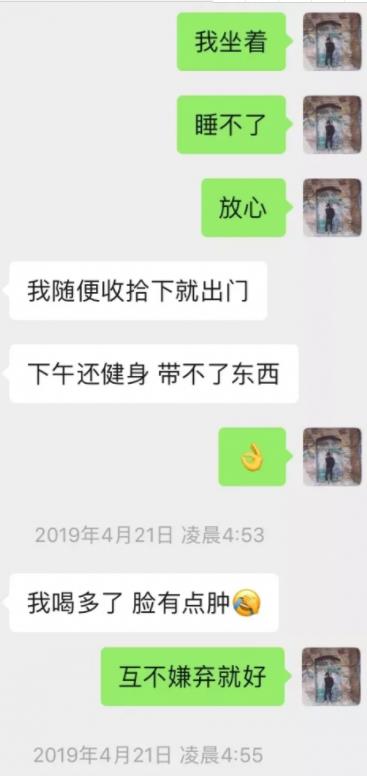 我坐着
睡不了
放心
我随便收拾下就出门
下午还健身 带不了东西
👌
2019年4月21日 凌晨4:53
我喝多了 脸有点肿🤣
互不嫌弃就好
2019年4月21日 凌晨4:55